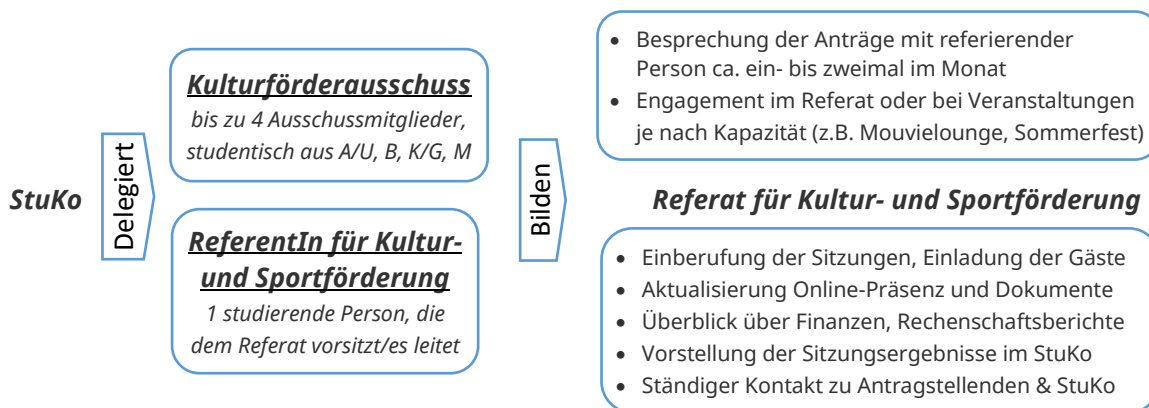 StuKo
Delegiert
Kulturförderausschuss
bis zu 4 Ausschussmitglieder,
studentisch aus A/U, B, K/G, M
ReferentIn für Kultur-
und Sportförderung
1 studierende Person, die
dem Referat vorsitzt/es leitet
Bilden
• Besprechung der Anträge mit referierender
Person ca. ein- bis zweimal im Monat
• Engagement im Referat oder bei Veranstaltungen
je nach Kapazität (z.B. Mouvielounge, Sommerfest)
Referat für Kultur- und Sportförderung
• Einberufung der Sitzungen, Einladung der Gäste
• Aktualisierung Online-Präsenz und Dokumente
• Überblick über Finanzen, Rechenschaftsberichte
• Vorstellung der Sitzungsergebnisse im StuKo
• Ständiger Kontakt zu Antragstellenden & StuKo